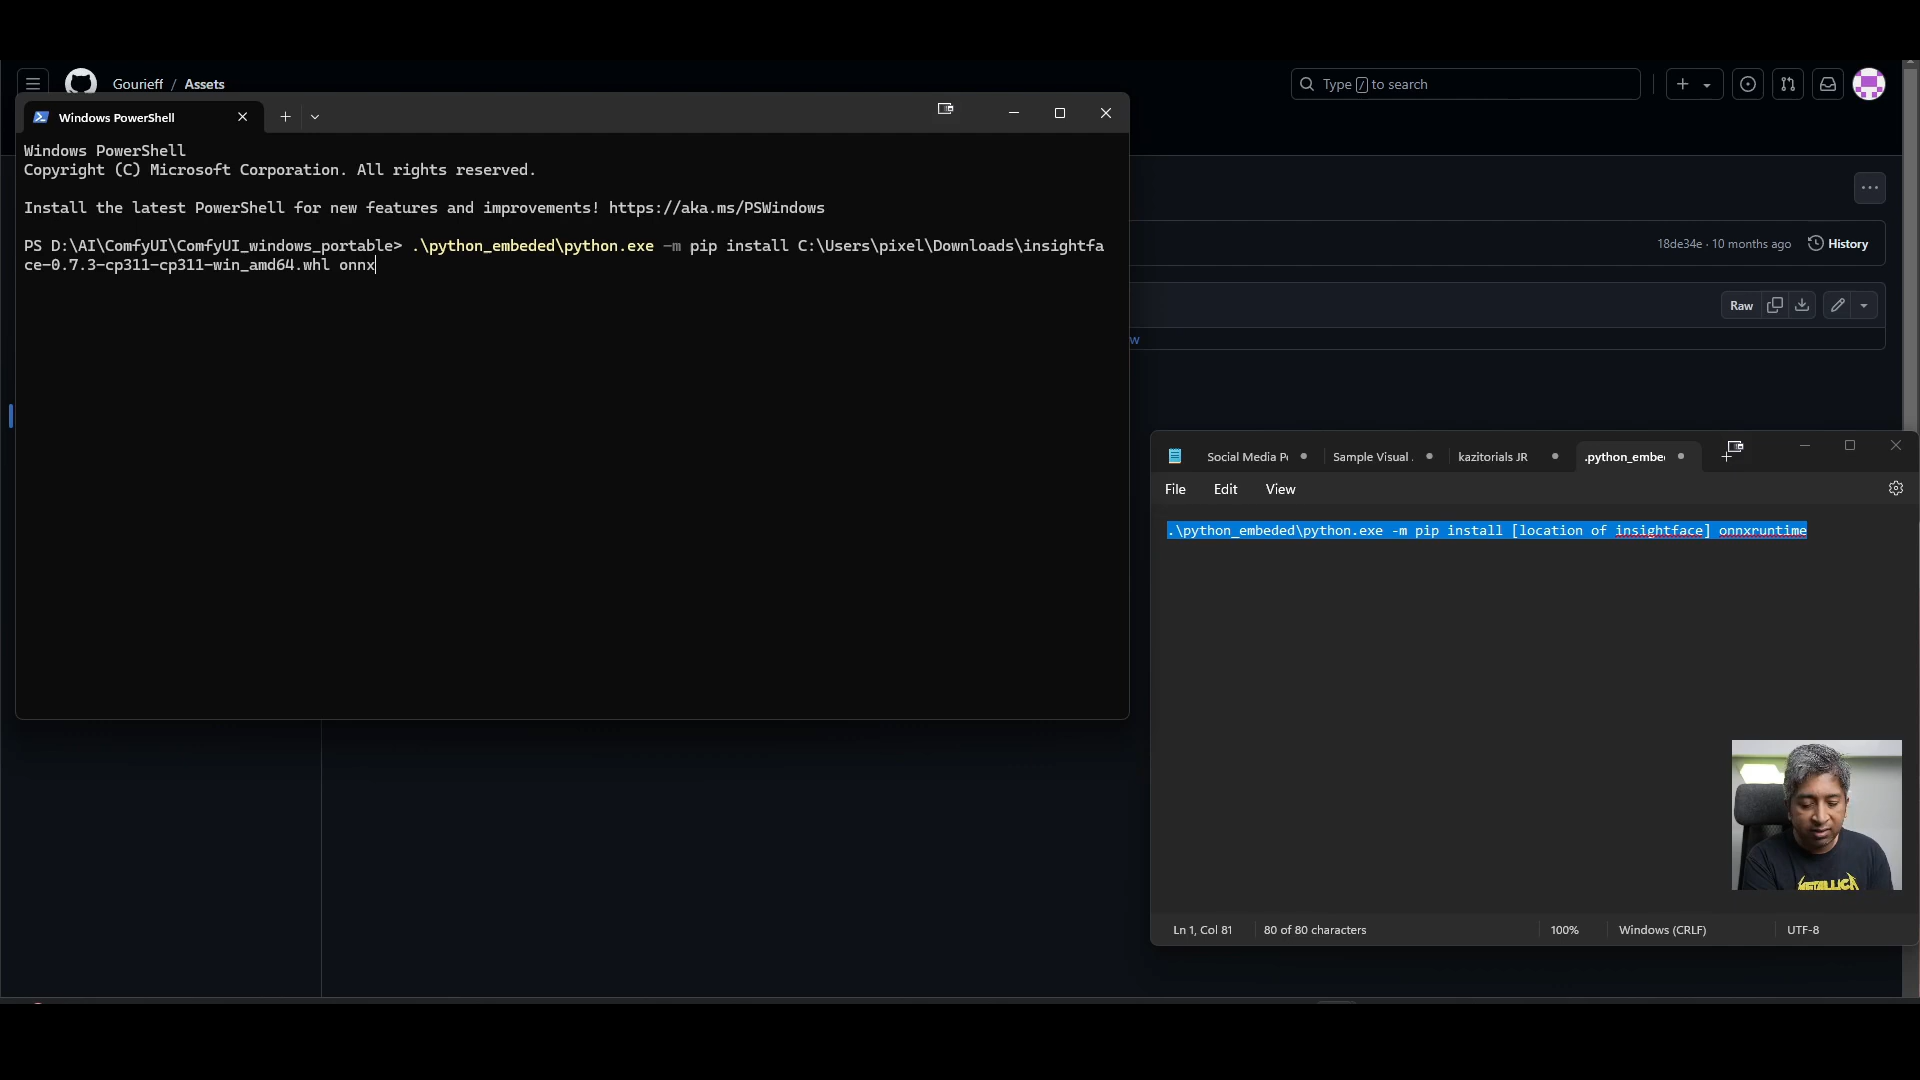 Gourieff / Assets
Type / to search
Windows PowerShell
Windows PowerShell
Copyright (C) Microsoft Corporation. All rights reserved.
Install the latest PowerShell for new features and improvements! https://aka.ms/PSWindows
PS D:\AI\ComfyUI\ComfyUI_windows_portable> .\python_embeded\python.exe -m pip install C:\Users\pixel\Downloads\insightfa
ce-0.7.3-cp311-cp311-win_amd64.whl onnx
18de34e · 10 months ago History
Raw
w
Social Media P Sample Visual . kazitorials JR .python_embe
File Edit View
.\python_embeded\python.exe -m pip install [location of insightface] onnxruntime
METALLICA
Ln 1, Col 81 80 of 80 characters 100% Windows (CRLF) UTF-8